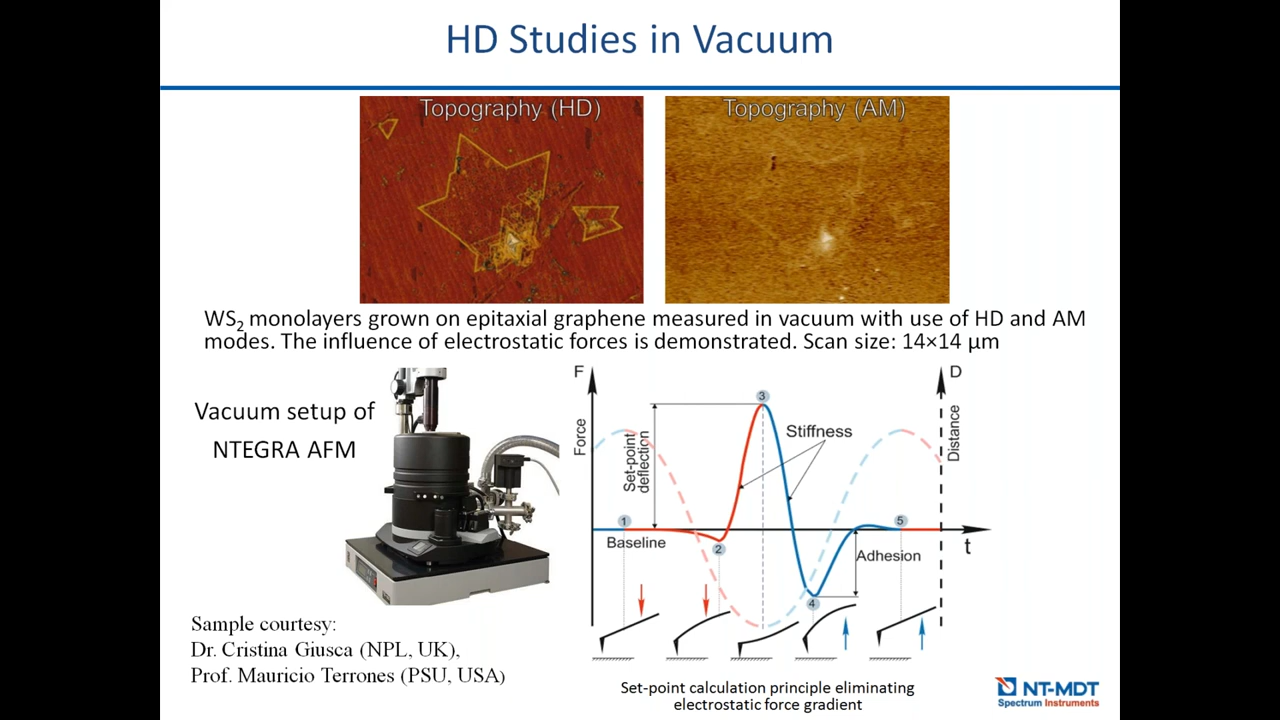 HD Studies in Vacuum
Topography (HD)
Topography (AM)
WS₂ monolayers grown on epitaxial graphene measured in vacuum with use of HD and AM
modes. The influence of electrostatic forces is demonstrated. Scan size: 14×14 µm
Vacuum setup of
NTEGRA AFM
Sample courtesy:
Dr. Cristina Giusca (NPL, UK),
Prof. Mauricio Terrones (PSU, USA)
F
Force
Set-point
deflection
Stiffness
D
Distance
1
2
3
4
5
Baseline
Adhesion
t
Set-point calculation principle eliminating
electrostatic force gradient
NT-MDT
Spectrum Instruments